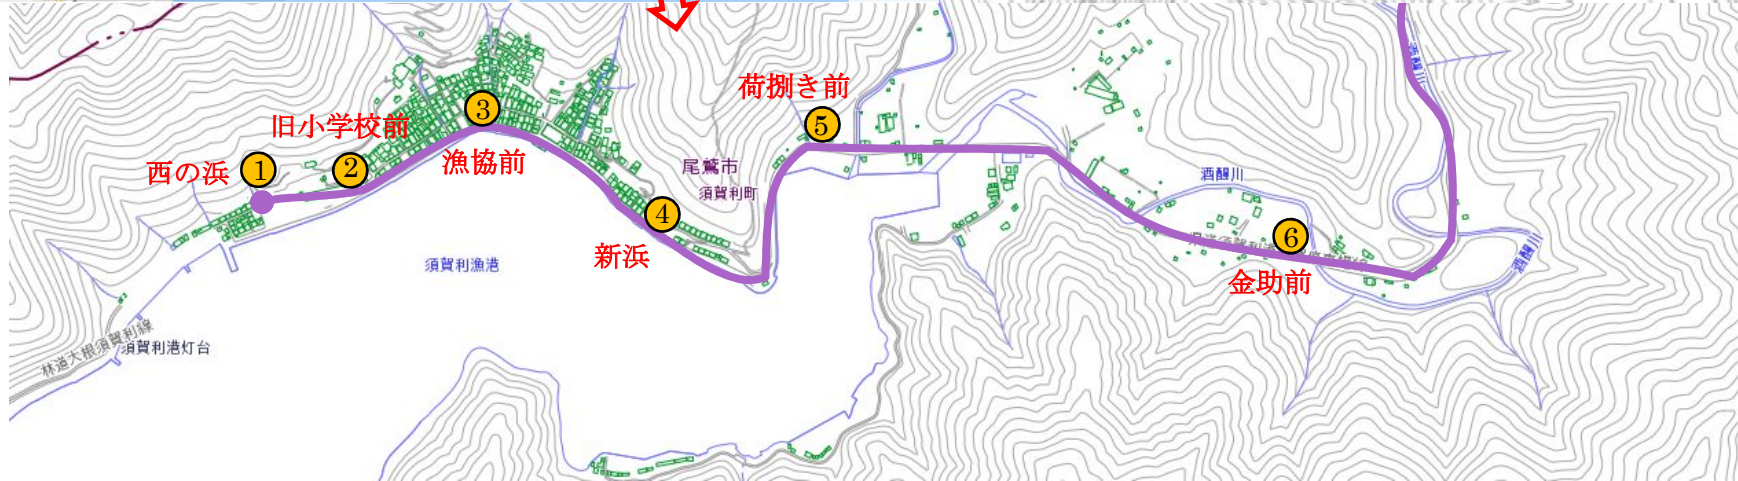 荷捌き前
⑤
③
旧小学校前
漁協前
西の浜
①
②
尾鷲市
須賀利町
酒醒川
酒醒川
④
新浜
須賀利漁港
⑥
酒醒川
金助前
林道大根須賀利線
須賀利港灯台